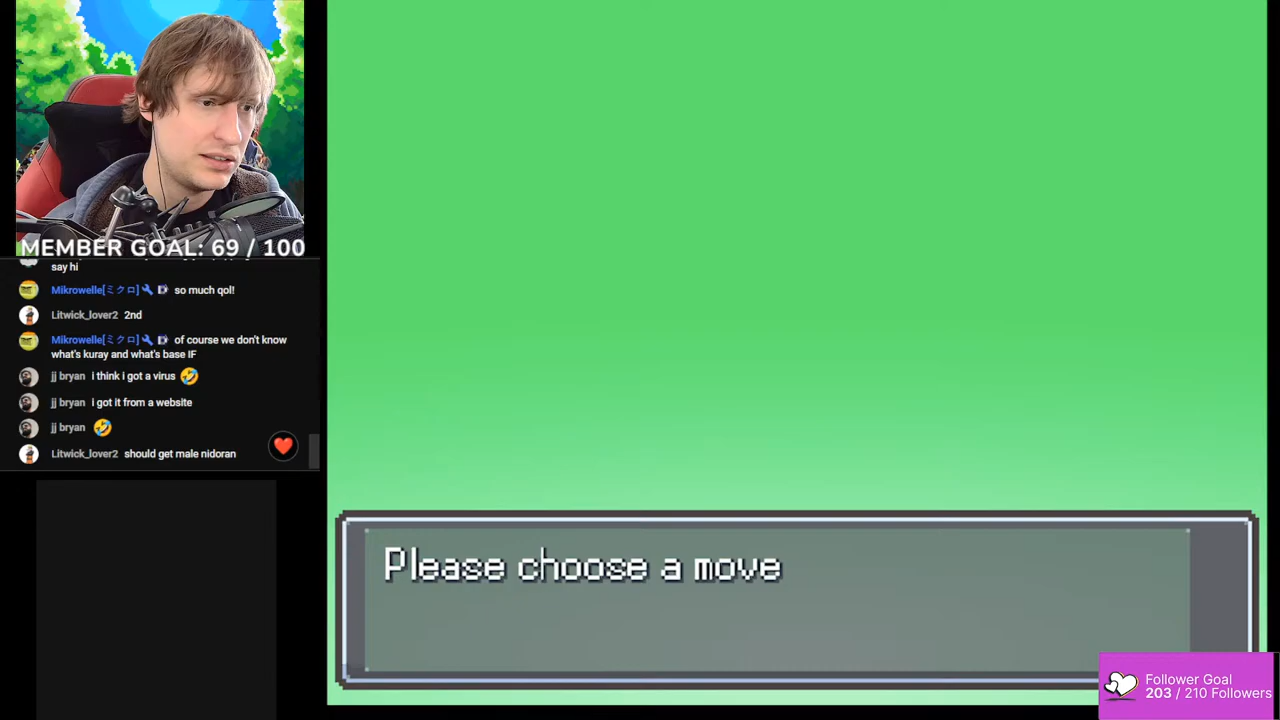 MEMBER GOAL: 69 / 100
say hi
Mikrowelle[ミクロ] so much qol!
Litwick_lover2 2nd
Mikrowelle[ミクロ] of course we don't know
what's kuray and what's base IF
jj bryan i think i got a virus 🤣
jj bryan i got it from a website
jj bryan 🤣
Litwick_lover2 should get male nidoran
Please choose a move
Follower Goal
203 / 210 Followers